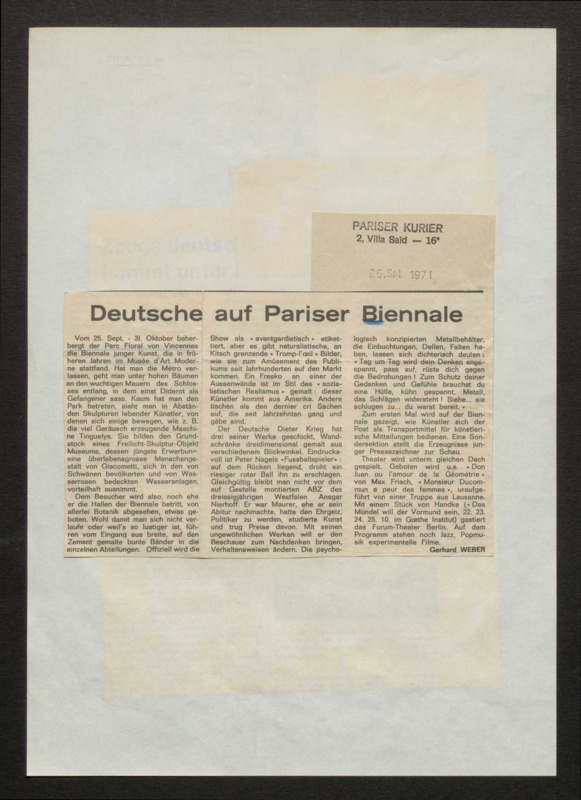 PARISER KURIER
2, Villa Saïd — 16ᵉ
25.Spt. 1971
Deutsche auf Pariser Biennale
Vom 25. Sept. - 31. Oktober beher-
bergt der Parc Floral von Vincennes
die Biennale junger Kunst, die in frü-
heren Jahren im Musée d'Art Moder-
ne stattfand. Hat man die Métro ver-
lassen, geht man unter hohen Bäumen
an den wuchtigen Mauern des Schlos-
ses entlang, in dem einst Diderot als
Gefangener sass. Kaum hat man den
Park betreten, sieht man in Abstän-
den Skulpturen lebender Künstler, von
denen sich einige bewegen, wie z. B.
die viel Geräusch erzeugende Maschi-
ne Tinguelys. Sie bilden den Grund-
stock eines Freilicht-Skulptur-Objekt
Museums, dessen jüngste Erwerbung
eine überlebensgrosse Menschenge-
stalt von Giacometti, sich in den von
Schwänen bevölkerten und von Was-
serrosen bedeckten Wasseranlagen,
vorteilhaft ausnimmt.
Dem Besucher wird also, noch ehe
er die Hallen der Biennale betritt, von
allerlei Botanik abgesehen, etwas ge-
boten. Wohl damit man sich nicht ver-
laufe oder weil's so lustiger ist, füh-
ren vom Eingang aus breite, auf den
Zement gemalte bunte Bänder in die
einzelnen Abteilungen. Offiziell wird die
Show als « avantgardistisch » etiket-
tiert, aber es gibt naturalistische, an
Kitsch grenzende « Tromp-l'œil » Bilder,
wie sie zum Amüsement des Publi-
kums seit Jahrhunderten auf den Markt
kommen. Ein Fresko an einer der
Aussenwände ist im Stil des « sozia-
listischen Realismus » gemalt : dieser
Künstler kommt aus Amerika. Andere
tischen als den dernier cri Sachen
auf, die seit Jahrzehnten gang und
gäbe sind.
Der Deutsche Dieter Krieg hat
drei seiner Werke geschickt, Wand-
schränke dreidimensional gemalt aus
verschiedenem Blickwinkel. Eindrucks-
voll ist Peter Nagels «Fussballspieler» :
auf dem Rücken liegend, droht ein
riesiger roter Ball ihn zu erschlagen.
Gleichgültig bleibt man nicht vor dem
auf Gestelle montierten ABZ des
dreissigjährigen Westfalen Ansgar
Nierhoff. Er war Maurer, ehe er sein
Abitur nachmachte, hatte den Ehrgeiz,
Politiker zu werden, studierte Kunst
und trug Preise davon. Mit seinen
ungewöhnlichen Werken will er den
Beschauer zum Nachdenken bringen,
Verhaltensweisen ändern. Die psycho-
logisch konzipierten Metallbehälter,
die Einbuchtungen, Dellen, Falten ha-
ben, lassen sich dichterisch deuten :
« Tag um Tag wird dein Denken ange-
spannt, pass auf, rüste dich gegen
die Bedrohungen ! Zum Schutz deiner
Gedanken und Gefühle brauchst du
eine Hülle, kühn gespannt, Metall,
das Schlägen widersteht ! Siehe... sie
schlugen zu... du warst bereit. »
Zum ersten Mal wird auf der Bien-
nale gezeigt, wie Künstler sich der
Post als Transportmittel für künstleri-
sche Mitteilungen bedienen. Eine Son-
dersektion stellt die Erzeugnisse jun-
ger Pressezeichner zur Schau.
Theater wird unterm gleichen Dach
gespielt. Geboten wird u.a. « Don
Juan ou l'amour de la Géométrie »
von Max Frisch, « Monsieur Ducom-
mun a peur des femmes », uraufge-
führt von einer Truppe aus Lausanne.
Mit einem Stück von Handke (« Das
Mündel will der Vormund sein, 22. 23.
24. 25. 10. im Gœthe Institut) gastiert
das Forum-Theater Berlin. Auf dem
Programm stehen noch Jazz, Popmu-
sik experimentelle Filme.
Gerhard WEBER